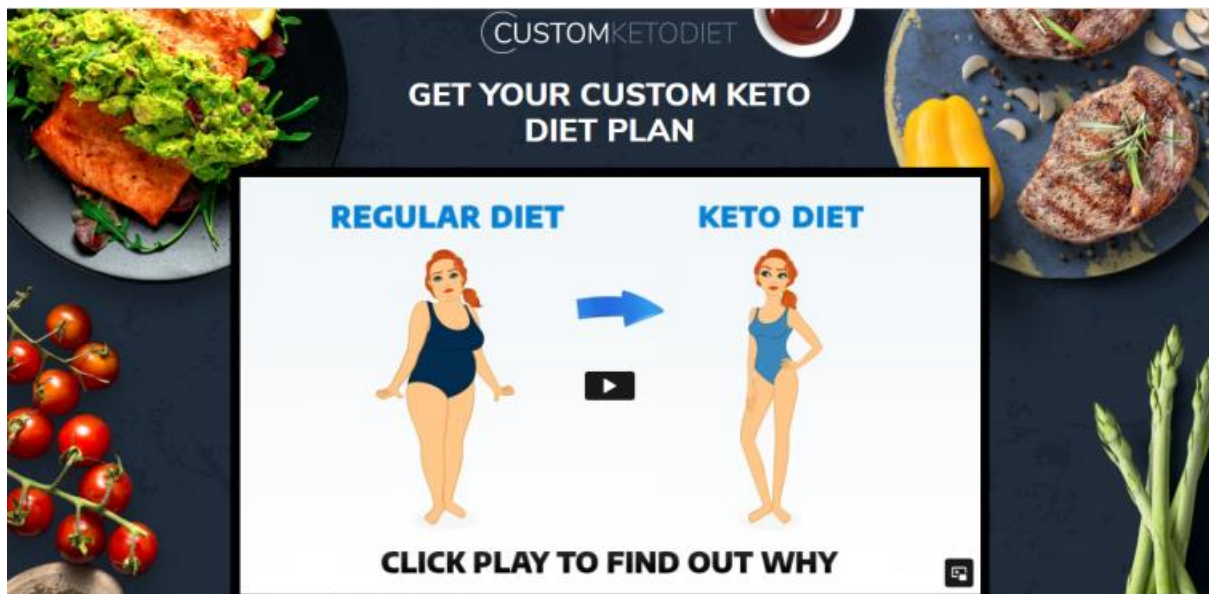 CUSTOMKETODIET
GET YOUR CUSTOM KETO
DIET PLAN
REGULAR DIET
KETO DIET
CLICK PLAY TO FIND OUT WHY